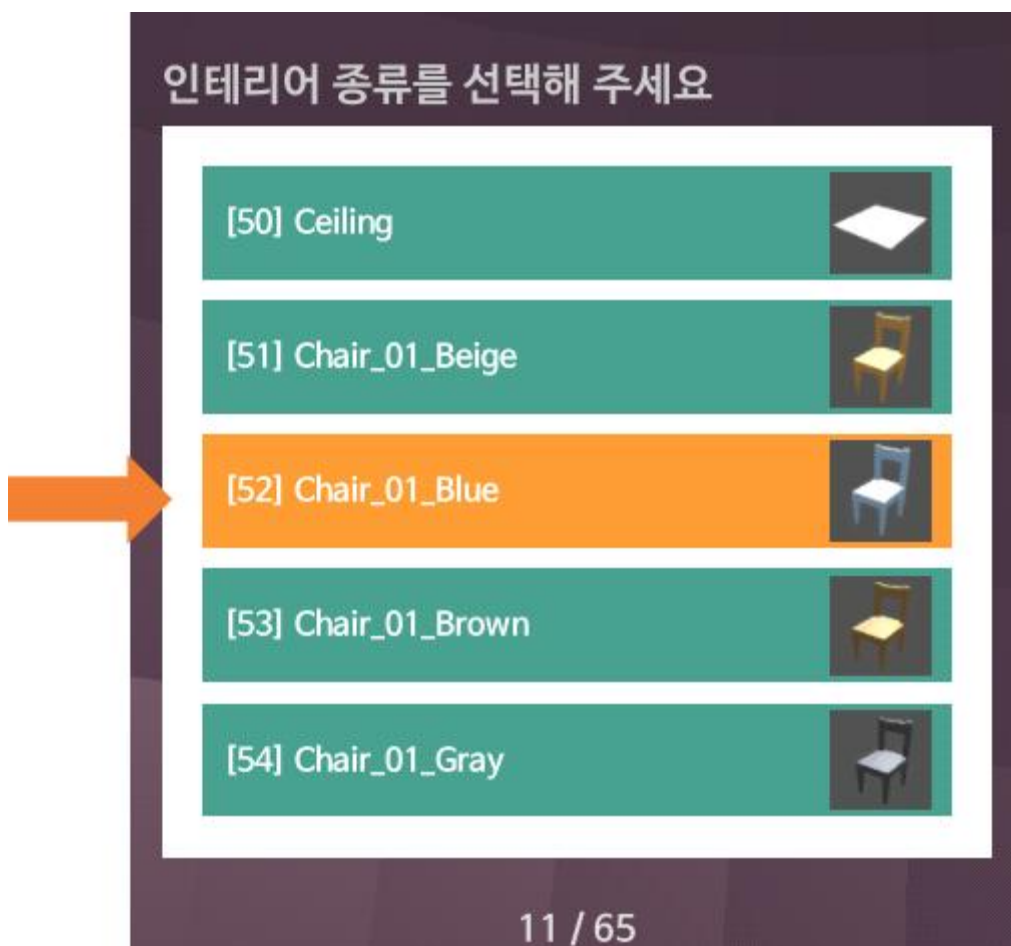 인테리어 종류를 선택해 주세요
[50] Ceiling
[51] Chair_01_Beige
[52] Chair_01_Blue
[53] Chair_01_Brown
[54] Chair_01_Gray
11 / 65